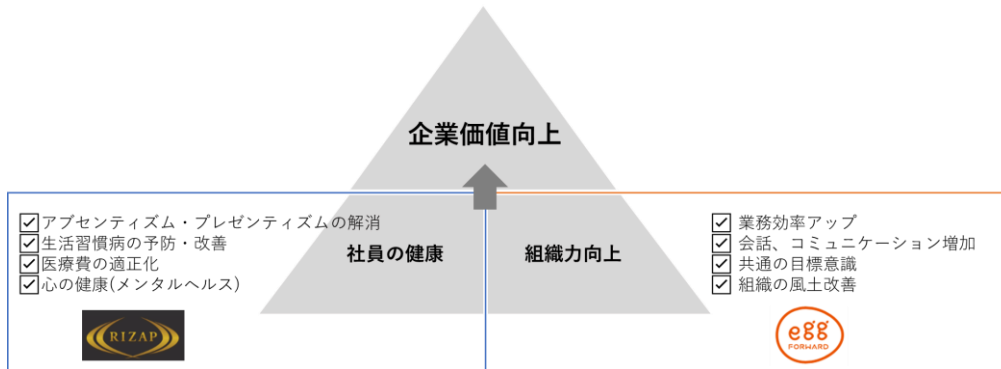 企業価値向上
アブセンティズム・プレゼンティズムの解消
生活習慣病の予防・改善
医療費の適正化
心の健康(メンタルヘルス)
社員の健康
組織力向上
業務効率アップ
会話、コミュニケーション増加
共通の目標意識
組織の風土改善
RIZAP
egg
FORWARD